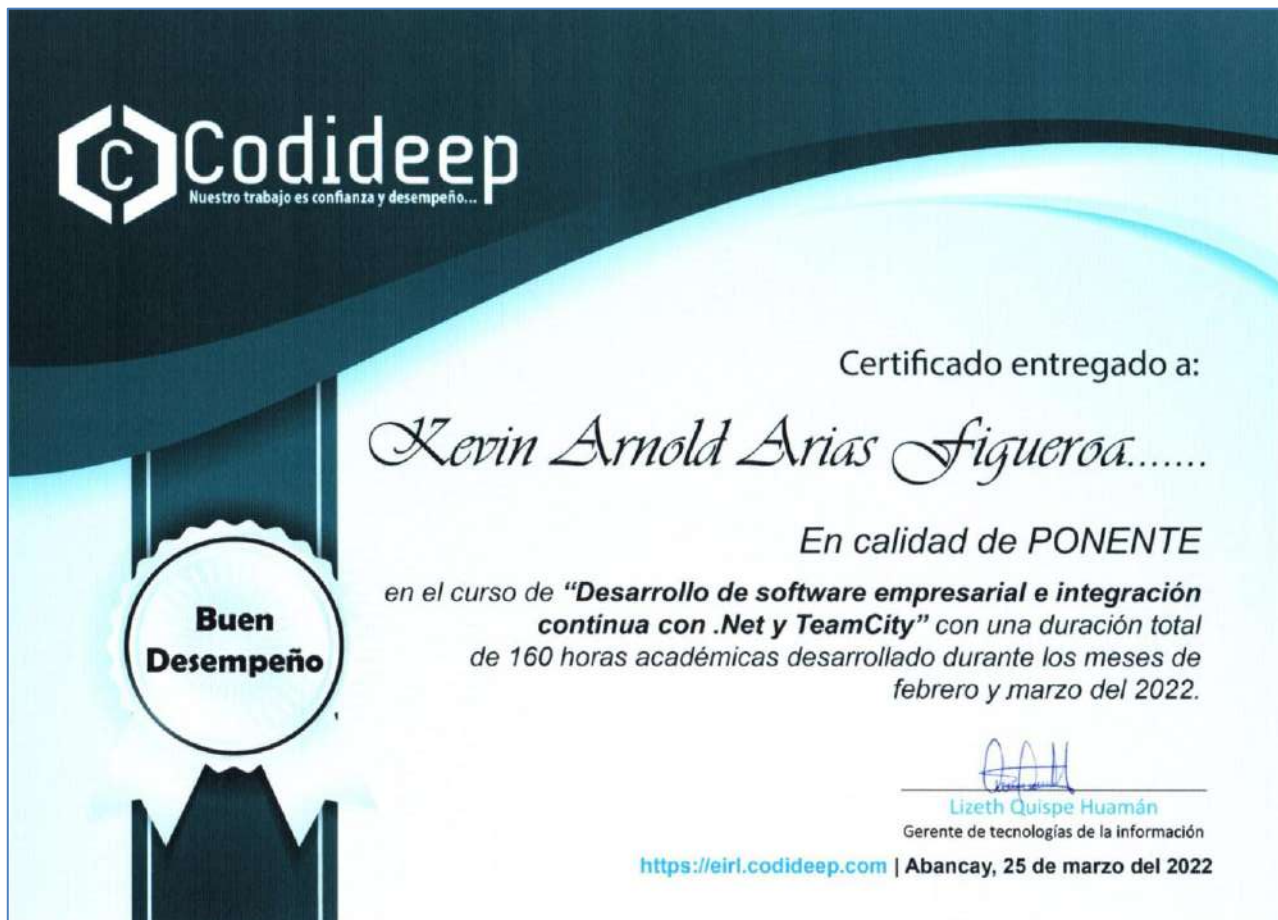 C Codideep
Nuestro trabajo es confianza y desempeño...
Certificado entregado a:
Kevin Arnold Arias Figueroa.......
En calidad de PONENTE
en el curso de “Desarrollo de software empresarial e integración
continua con .Net y TeamCity” con una duración total
de 160 horas académicas desarrollado durante los meses de
febrero y marzo del 2022.
Buen
Desempeño
Lizeth Quispe Huamán
Gerente de tecnologías de la información
https://eirl.codideep.com | Abancay, 25 de marzo del 2022